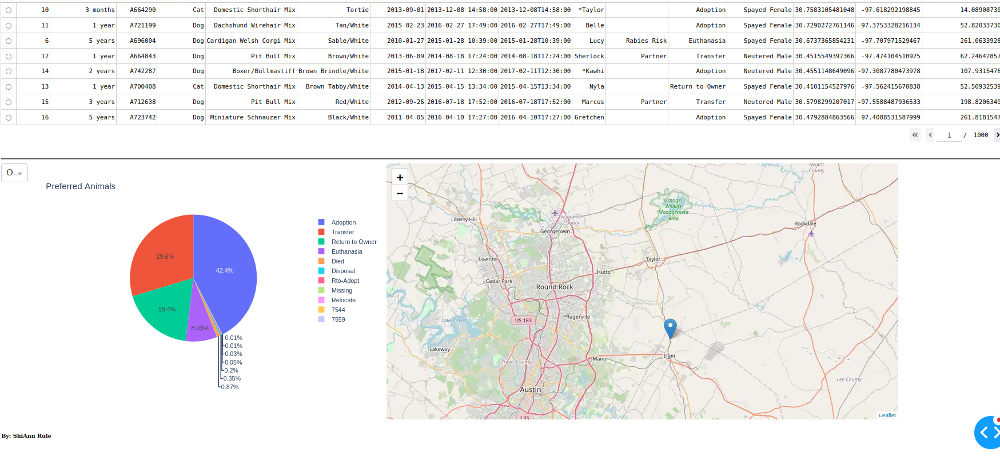 10 3 months A664290 Cat Domestic Shorthair Mix Tortie 2013-09-01 2013-12-08 14:58:00 2013-12-08T14:58:00 *Taylor Adoption Spayed Female 30.7583105481048 -97.618292198845 14.08908730
11 1 year A721199 Dog Dachshund Wirehair Mix Tan/White 2015-02-23 2016-02-27 17:49:00 2016-02-27T17:49:00 Belle Adoption Spayed Female 30.7290272761146 -97.3753328216134 52.82033730
6 5 years A696004 Dog Cardigan Welsh Corgi Mix Sable/White 2010-01-27 2015-01-28 10:39:00 2015-01-28T10:39:00 Lucy Rabies Risk Euthanasia Spayed Female 30.6737365854231 -97.707971529467 261.0633928
12 1 year A664843 Dog Pit Bull Mix Brown/White 2013-06-09 2014-08-18 17:24:00 2014-08-18T17:24:00 Sherlock Partner Transfer Neutered Male 30.4515549397366 -97.474104510925 62.24642857
14 2 years A742287 Dog Boxer/Bullmastiff Brown Brindle/White 2015-01-18 2017-02-11 12:30:00 2017-02-11T12:30:00 *Kawhi Adoption Neutered Male 30.4551148649096 -97.3087780473978 107.9315476
13 1 year A700408 Cat Domestic Shorthair Mix Brown Tabby/White 2014-04-13 2015-04-15 13:34:00 2015-04-15T13:34:00 Nyla Return to Owner Spayed Female 30.4101154527976 -97.562415670838 52.50932539
15 3 years A712638 Dog Pit Bull Mix Red/White 2012-09-26 2016-07-18 17:52:00 2016-07-18T17:52:00 Marcus Partner Transfer Neutered Male 30.5798299207017 -97.5588487936533 198.8206349
16 5 years A723742 Dog Miniature Schnauzer Mix Black/White 2011-04-05 2016-04-10 17:27:00 2016-04-10T17:27:00 Gretchen Adoption Spayed Female 30.4792884863566 -97.4088531587999 261.8181547
1 / 1000
O...
Preferred Animals
42.4%
29.6%
18.4%
8.03%
0.01%
0.01%
0.03%
0.05%
0.2%
0.35%
0.87%
Adoption
Transfer
Return to Owner
Euthanasia
Died
Disposal
Rto-Adopt
Missing
Relocate
7544
7559
+
−
Milam
County
Granger
Wildlife
Management
Area
Liberty Hill
Williamson
County
Georgetown
Rockdale
Leander
Taylor
Hutto
Cedar Park
Round Rock
Pflugerville
US 183
Lake Travis
Lakeway
Elgin
Manor
Travis County
Lee County
Austin
I 35
Leaflet
By: ShiAnn Rule